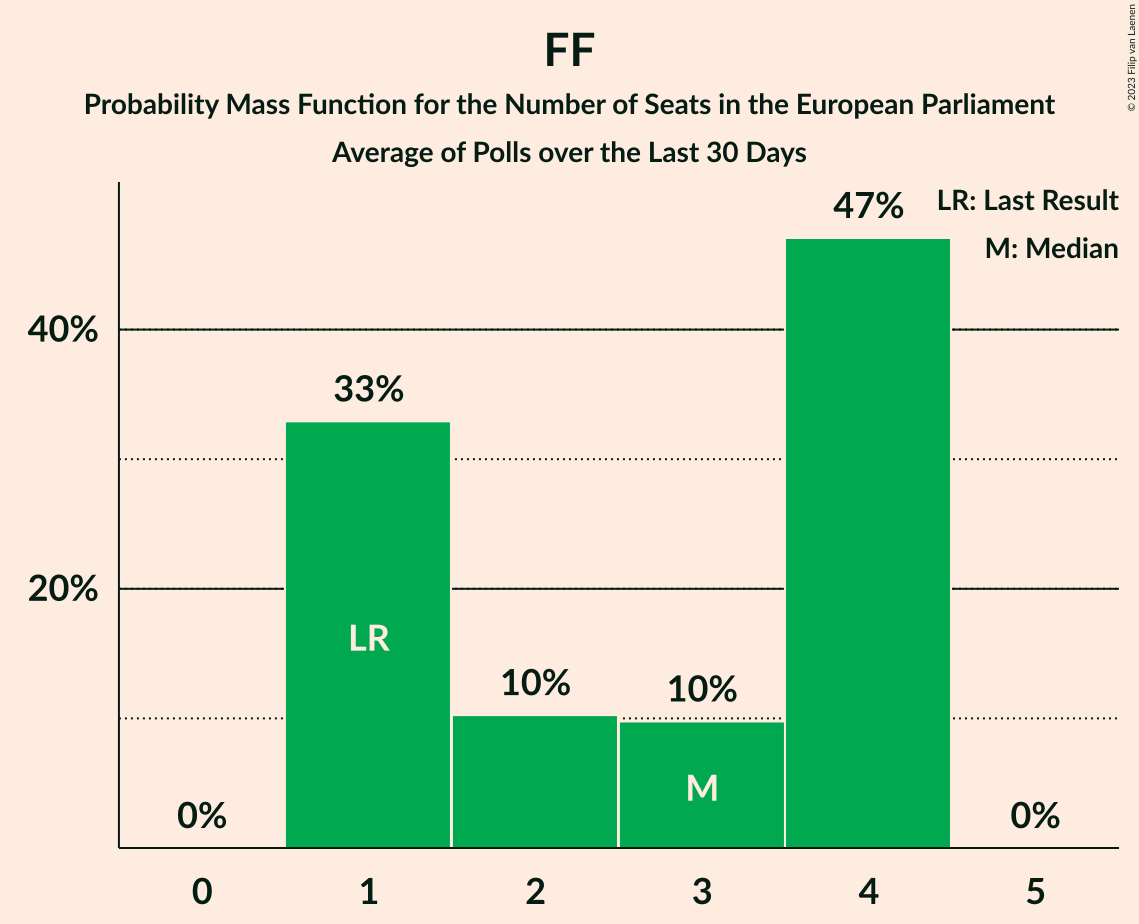 FF
Probability Mass Function for the Number of Seats in the European Parliament
Average of Polls over the Last 30 Days
© 2023 Filip van Laenen
LR: Last Result
M: Median
40%
20%
0%
33%
10%
10%
47%
0%
LR
M
0 1 2 3 4 5